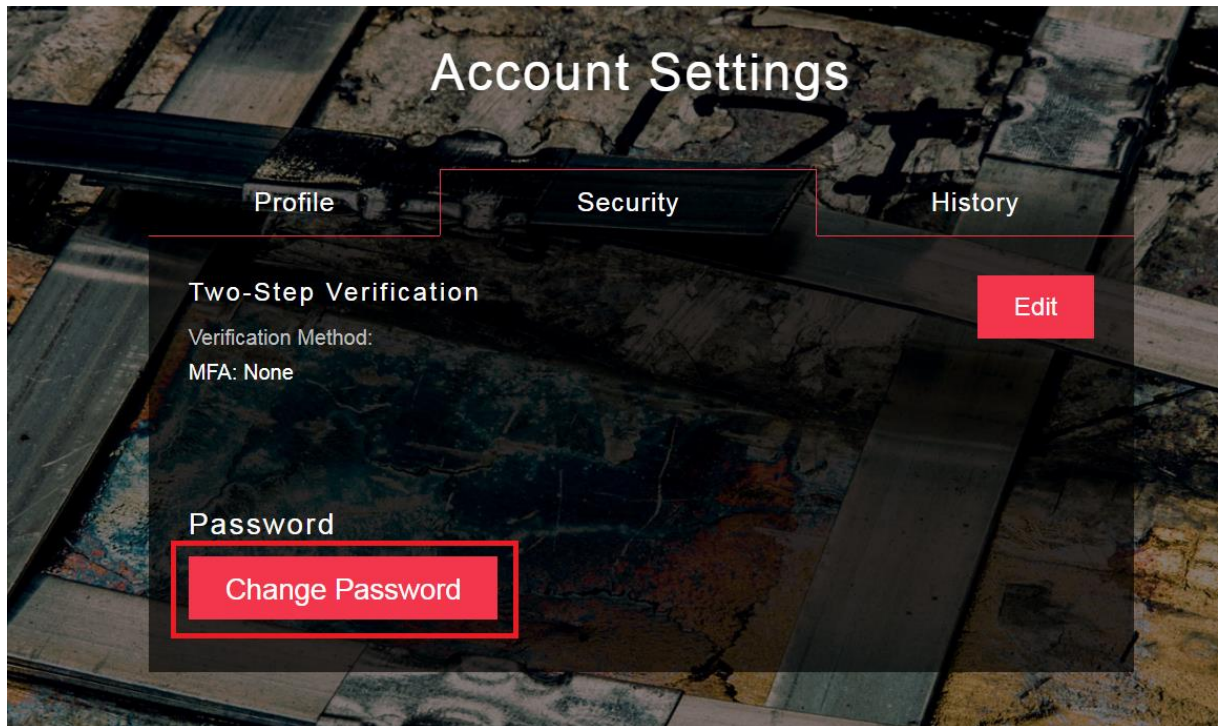 Account Settings
Profile
Security
History
Two-Step Verification
Edit
Verification Method:
MFA: None
Password
Change Password